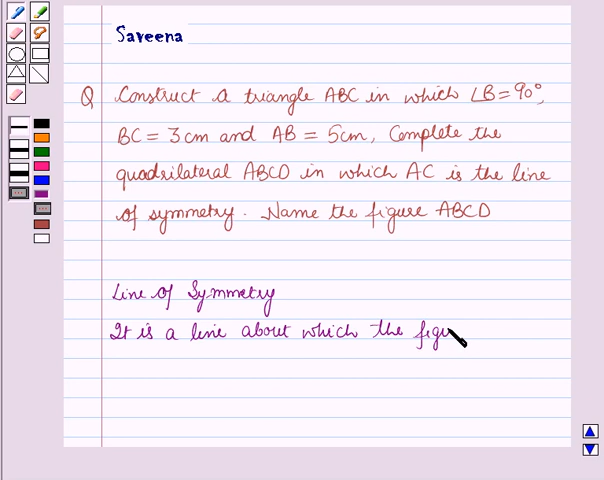 Saveena
Q Construct a triangle ABC in which ∠B = 90°,
BC = 3cm and AB = 5cm, Complete the
quadrilateral ABCD in which AC is the line
of symmetry. Name the figure ABCD
Line of Symmetry
It is a line about which the figu